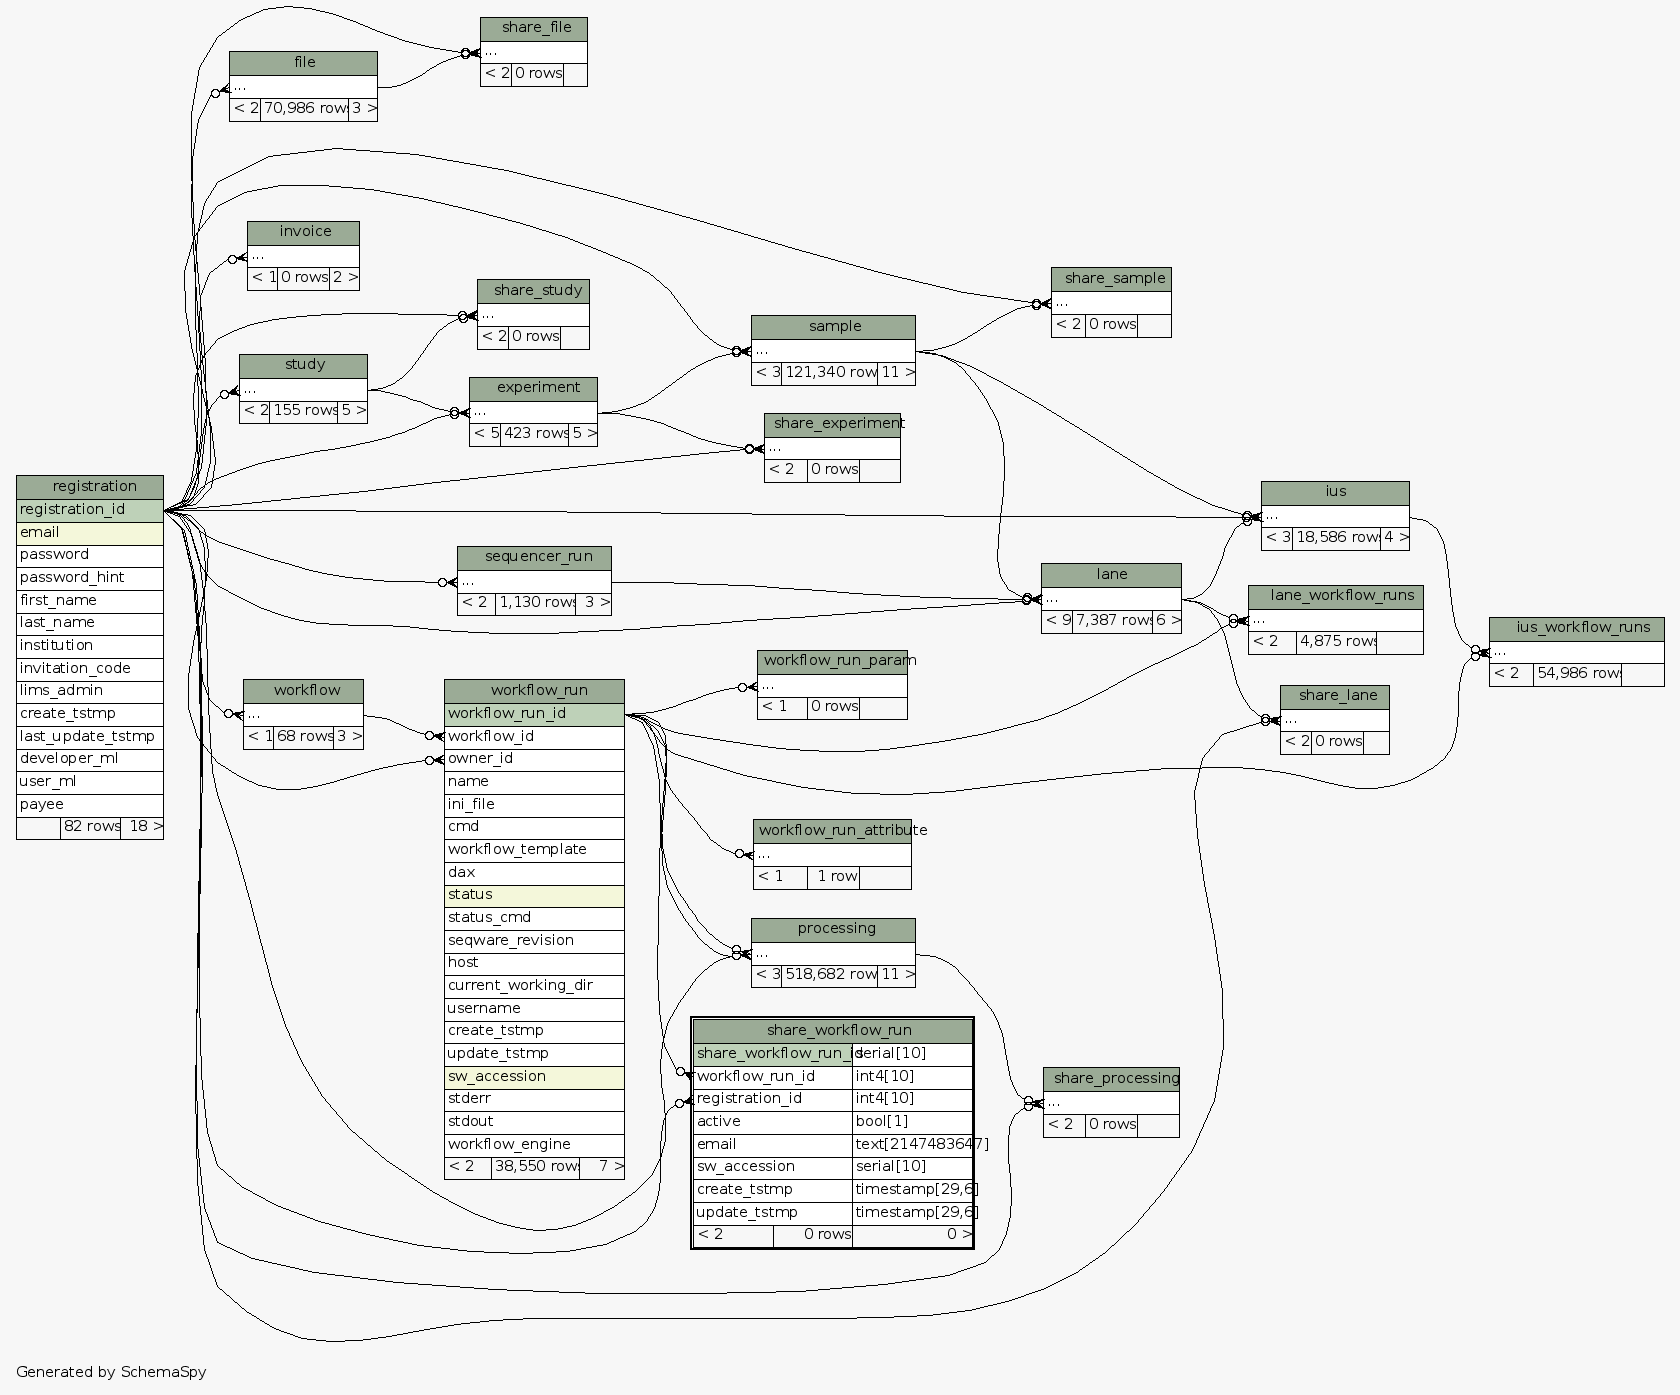 share_file
...
< 2 0 rows
file
...
< 2 70,986 rows 3 >
invoice
...
< 1 0 rows 2 >
share_study
...
< 2 0 rows
study
...
< 2 155 rows 5 >
experiment
...
< 5 423 rows 5 >
sample
...
< 3 121,340 row 11 >
share_sample
...
< 2 0 rows
share_experiment
...
< 2 0 rows
registration
registration_id
email
password
password_hint
first_name
last_name
institution
invitation_code
lims_admin
create_tstmp
last_update_tstmp
developer_ml
user_ml
payee
82 rows 18 >
sequencer_run
...
< 2 1,130 rows 3 >
ius
...
< 3 18,586 rows 4 >
lane
...
< 9 7,387 rows 6 >
lane_workflow_runs
...
< 2 4,875 rows
ius_workflow_runs
...
< 2 54,986 rows
share_lane
...
< 2 0 rows
workflow
...
< 1 68 rows 3 >
workflow_run
workflow_run_id
workflow_id
owner_id
name
ini_file
cmd
workflow_template
dax
status
status_cmd
seqware_revision
host
current_working_dir
username
create_tstmp
update_tstmp
sw_accession
stderr
stdout
workflow_engine
< 2 38,550 rows 7 >
workflow_run_param
...
< 1 0 rows
workflow_run_attribute
...
< 1 1 row
processing
...
< 3 518,682 row 11 >
share_workflow_run
share_workflow_run_id serial[10]
workflow_run_id int4[10]
registration_id int4[10]
active bool[1]
email text[2147483647]
sw_accession serial[10]
create_tstmp timestamp[29,6]
update_tstmp timestamp[29,6]
< 2 0 rows 0 >
share_processing
...
< 2 0 rows
Generated by SchemaSpy